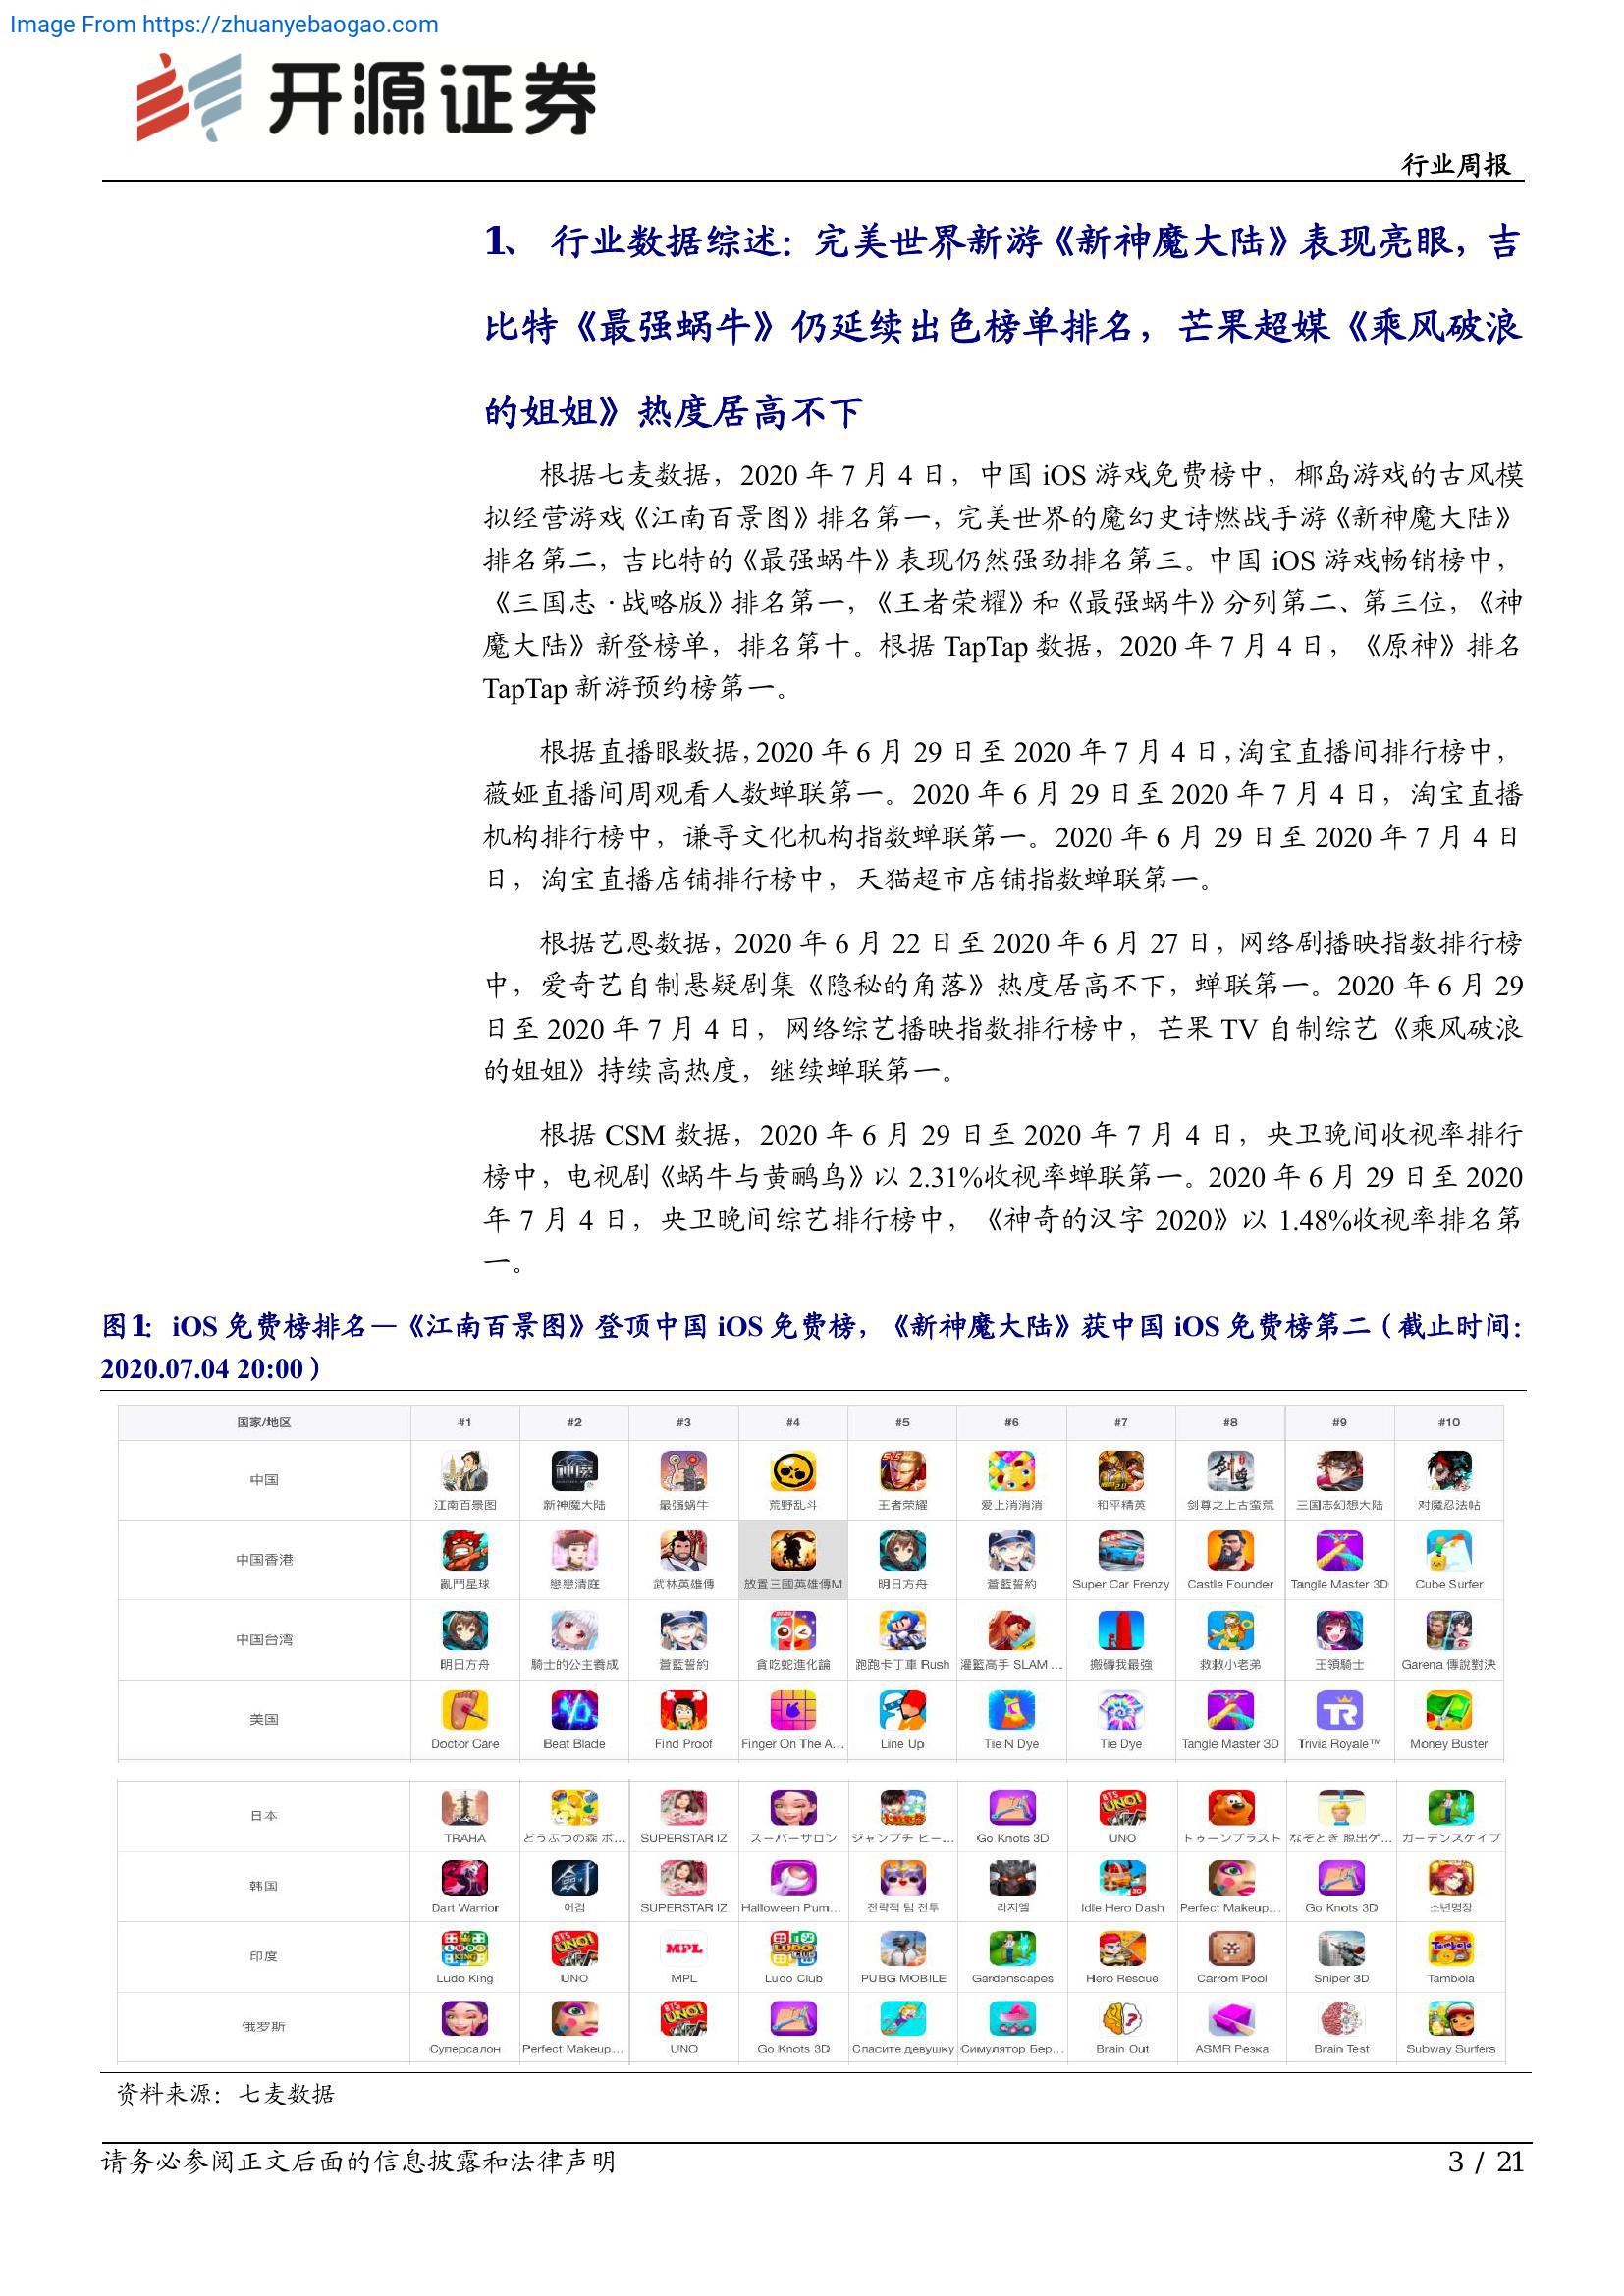 Image From https://zhuanyebaogao.com
开源证券
行业周报
1、 行业数据综述：完美世界新游《新神魔大陆》表现亮眼，吉
比特《最强蜗牛》仍延续出色榜单排名，芒果超媒《乘风破浪
的姐姐》热度居高不下
根据七麦数据，2020 年 7 月 4 日，中国 iOS 游戏免费榜中，椰岛游戏的古风模
拟经营游戏《江南百景图》排名第一，完美世界的魔幻史诗燃战手游《新神魔大陆》
排名第二，吉比特的《最强蜗牛》表现仍然强劲排名第三。中国 iOS 游戏畅销榜中，
《三国志·战略版》排名第一，《王者荣耀》和《最强蜗牛》分列第二、第三位，《神
魔大陆》新登榜单，排名第十。根据 TapTap 数据，2020 年 7 月 4 日，《原神》排名
TapTap 新游预约榜第一。
根据直播眼数据，2020 年 6 月 29 日至 2020 年 7 月 4 日，淘宝直播间排行榜中，
薇娅直播间周观看人数蝉联第一。2020 年 6 月 29 日至 2020 年 7 月 4 日，淘宝直播
机构排行榜中，谦寻文化机构指数蝉联第一。2020 年 6 月 29 日至 2020 年 7 月 4 日
日，淘宝直播店铺排行榜中，天猫超市店铺指数蝉联第一。
根据艺恩数据，2020 年 6 月 22 日至 2020 年 6 月 27 日，网络剧播映指数排行榜
中，爱奇艺自制悬疑剧集《隐秘的角落》热度居高不下，蝉联第一。2020 年 6 月 29
日至 2020 年 7 月 4 日，网络综艺播映指数排行榜中，芒果 TV 自制综艺《乘风破浪
的姐姐》持续高热度，继续蝉联第一。
根据 CSM 数据，2020 年 6 月 29 日至 2020 年 7 月 4 日，央卫晚间收视率排行
榜中，电视剧《蜗牛与黄鹂鸟》以 2.31%收视率蝉联第一。2020 年 6 月 29 日至 2020
年 7 月 4 日，央卫晚间综艺排行榜中，《神奇的汉字 2020》以 1.48%收视率排名第
一。
图1： iOS 免费榜排名—《江南百景图》登顶中国 iOS 免费榜，《新神魔大陆》获中国 iOS 免费榜第二（截止时间：
2020.07.04 20:00）
国家/地区 #1 #2 #3 #4 #5 #6 #7 #8 #9 #10
中国 江南百景图 新神魔大陆 最强蜗牛 荒野乱斗 王者荣耀 爱上消消消 和平精英 剑尊之上古蛮荒 三国志幻想大陆 对魔忍法帖
中国香港 亂鬥星球 戀戀清庭 武林英雄傳 放置三國英雄傳M 明日方舟 蒼藍誓約 Super Car Frenzy Castle Founder Tangle Master 3D Cube Surfer
中国台湾 明日方舟 騎士的公主養成 蒼藍誓約 貪吃蛇進化論 跑跑卡丁車 Rush 灌籃高手 SLAM ... 搬磚我最強 救救小老弟 王領騎士 Garena 傳說對決
美国 Doctor Care Beat Blade Find Proof Finger On The A... Line Up Tie N Dye Tie Dye Tangle Master 3D Trivia Royale™ Money Buster
日本 TRAHA どうぶつの森 ポ... SUPERSTAR IZ スーパーサロン ジャンプチ ヒー... Go Knots 3D UNO トゥーンブラスト なぞとき 脱出ゲ... ガーデンスケイプ
韩国 Dart Warrior 어검 SUPERSTAR IZ Halloween Pum... 전략적 팀 전투 라지엘 Idle Hero Dash Perfect Makeup... Go Knots 3D 소년명장
印度 Ludo King UNO MPL Ludo Club PUBG MOBILE Gardenscapes Hero Rescue Carrom Pool Sniper 3D Tambola
俄罗斯 Суперсалон Perfect Makeup... UNO Go Knots 3D Спасите девушку Симулятор Бер... Brain Out ASMR Резка Brain Test Subway Surfers
资料来源：七麦数据
请务必参阅正文后面的信息披露和法律声明
3 / 21